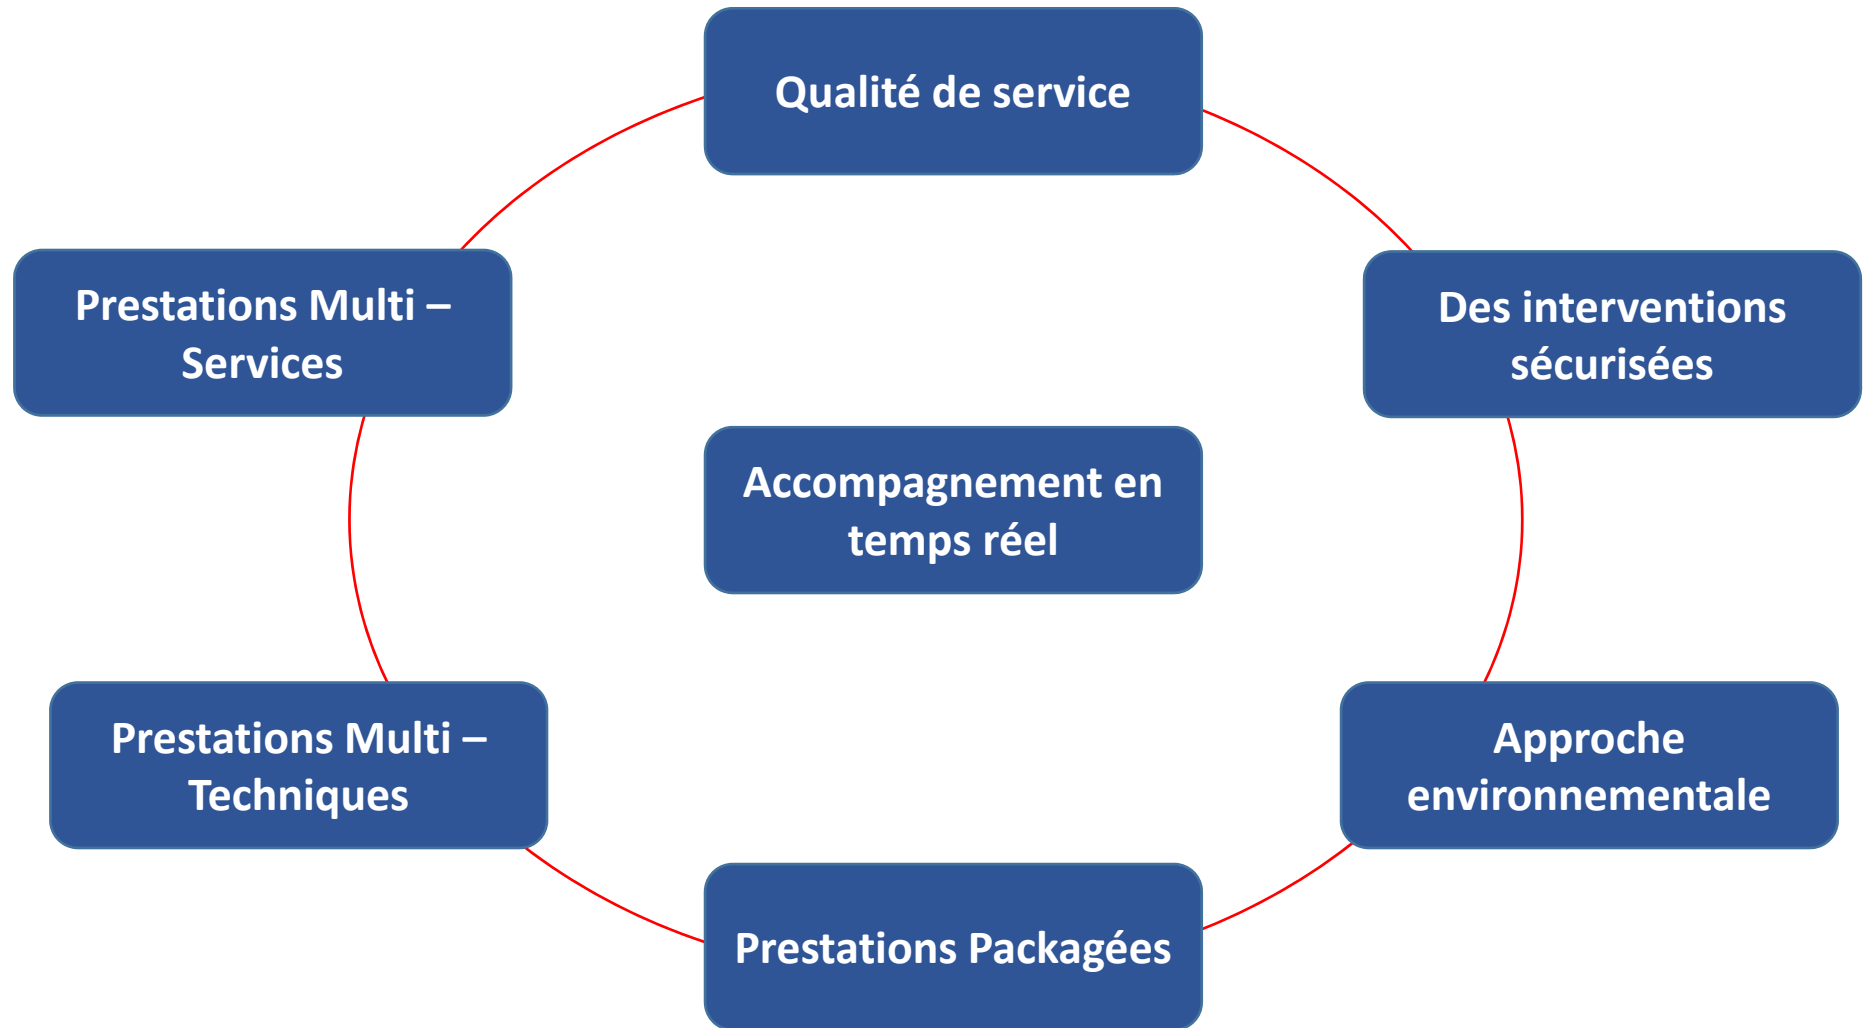 Qualité de service
Prestations Multi –
Services
Des interventions
sécurisées
Accompagnement en
temps réel
Prestations Multi –
Techniques
Approche
environnementale
Prestations Packagées